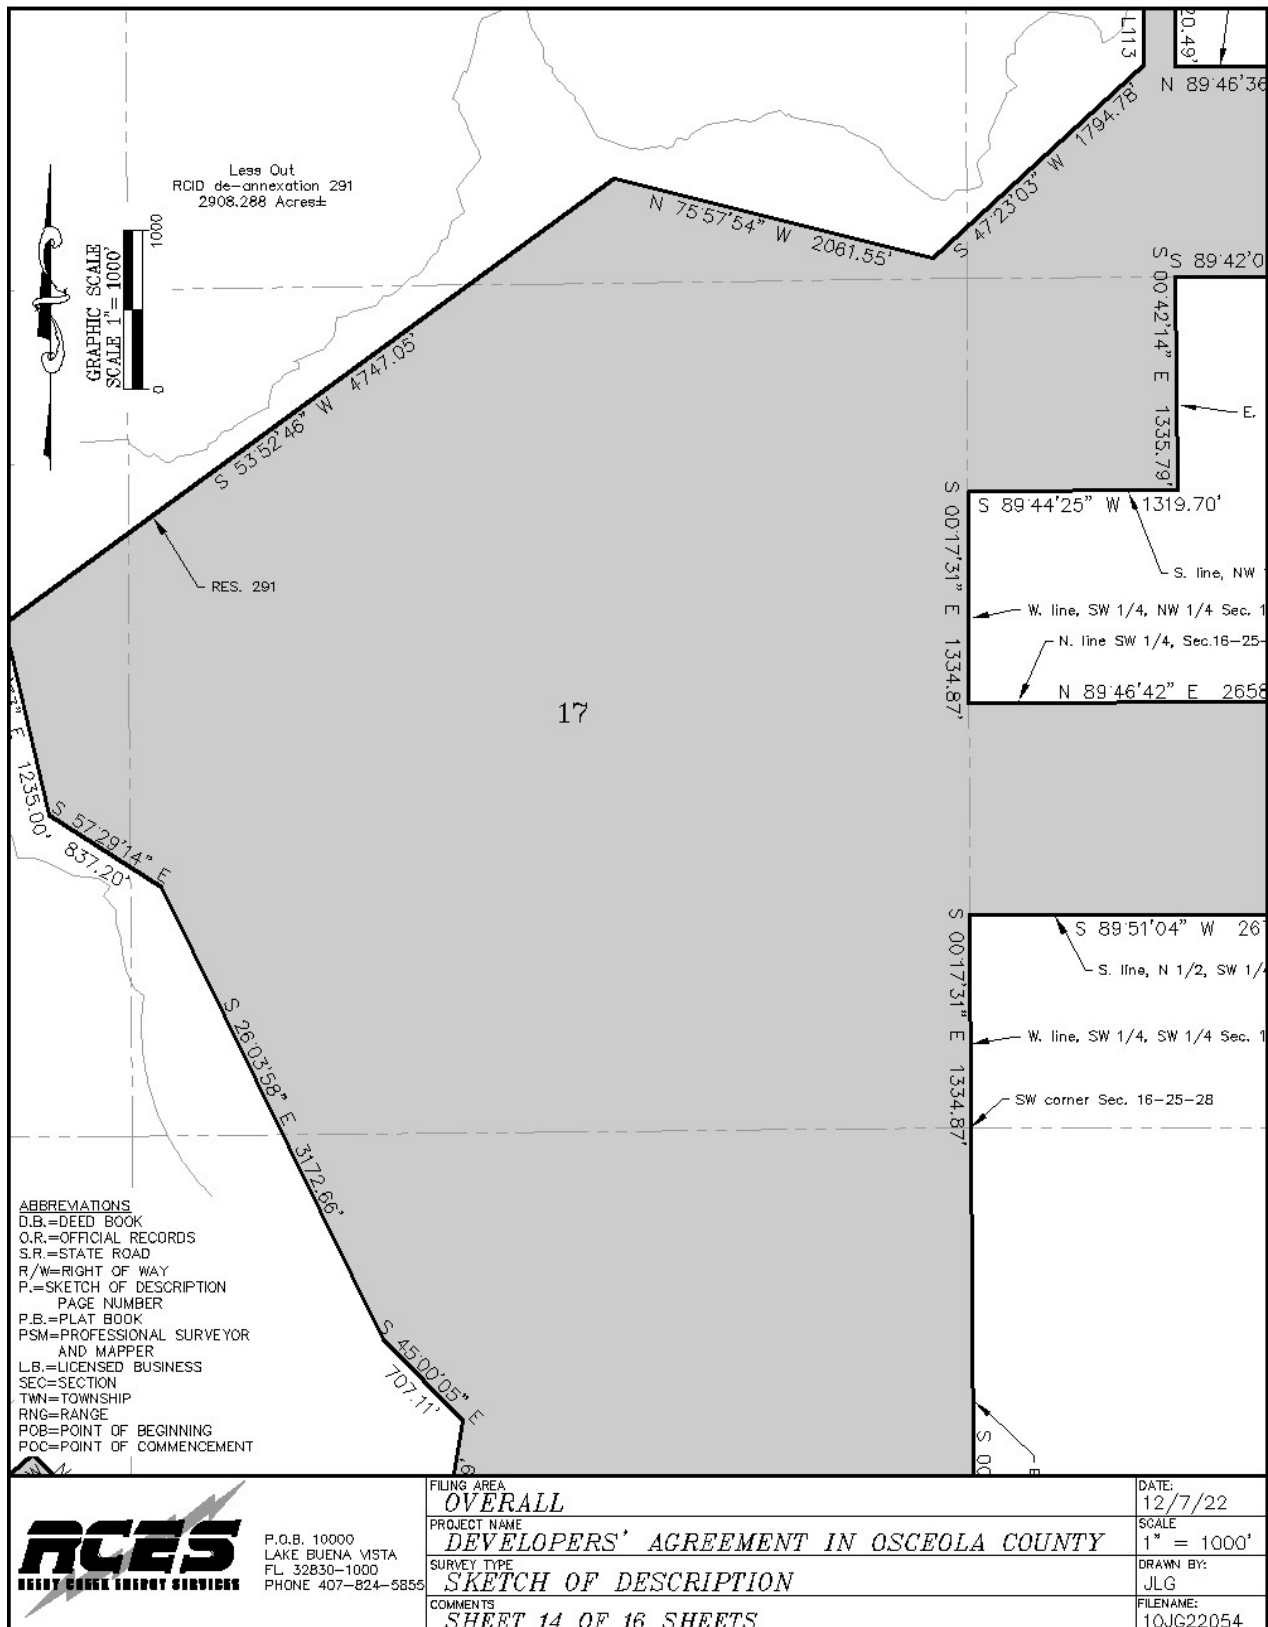 L113
20.49'
N 89°46'36
Less Out
RCID de-annexation 291
2908.288 Acres±
GRAPHIC SCALE
SCALE 1"= 1000'
1000
0
N 75°57'54" W 2061.55'
S 47°23'03" W 1794.78'
S 89°42'0
S 00°42'14" E 1335.79'
E.
S 53°52'46" W 4747.05'
S 89°44'25" W 1319.70'
S. line, NW
S 00°17'31" E 1334.87'
W. line, SW 1/4, NW 1/4 Sec. 1
N. line SW 1/4, Sec.16-25-
N 89°46'42" E 2658
RES. 291
17
E 1235.00'
S 57°29'14" E
837.20'
S 89°51'04" W 26
S. line, N 1/2, SW 1/4
S 00°17'31" E 1334.87'
W. line, SW 1/4, SW 1/4 Sec. 1
SW corner Sec. 16-25-28
S 26°03'58" E 3172.66'
S 45°00'05" E
707.11'
S 00
ABBREVIATIONS
D.B.=DEED BOOK
O.R.=OFFICIAL RECORDS
S.R.=STATE ROAD
R/W=RIGHT OF WAY
P.=SKETCH OF DESCRIPTION
PAGE NUMBER
P.B.=PLAT BOOK
PSM=PROFESSIONAL SURVEYOR
AND MAPPER
L.B.=LICENSED BUSINESS
SEC=SECTION
TWN=TOWNSHIP
RNG=RANGE
POB=POINT OF BEGINNING
POC=POINT OF COMMENCEMENT
W
N
RCES
REEDY CREEK ENERGY SERVICES
P.O.B. 10000
LAKE BUENA VISTA
FL 32830-1000
PHONE 407-824-5855
FILING AREA
OVERALL
PROJECT NAME
DEVELOPERS' AGREEMENT IN OSCEOLA COUNTY
SURVEY TYPE
SKETCH OF DESCRIPTION
COMMENTS
SHEET 14 OF 16 SHEETS
DATE:
12/7/22
SCALE
1" = 1000'
DRAWN BY:
JLG
FILENAME:
10JG22054